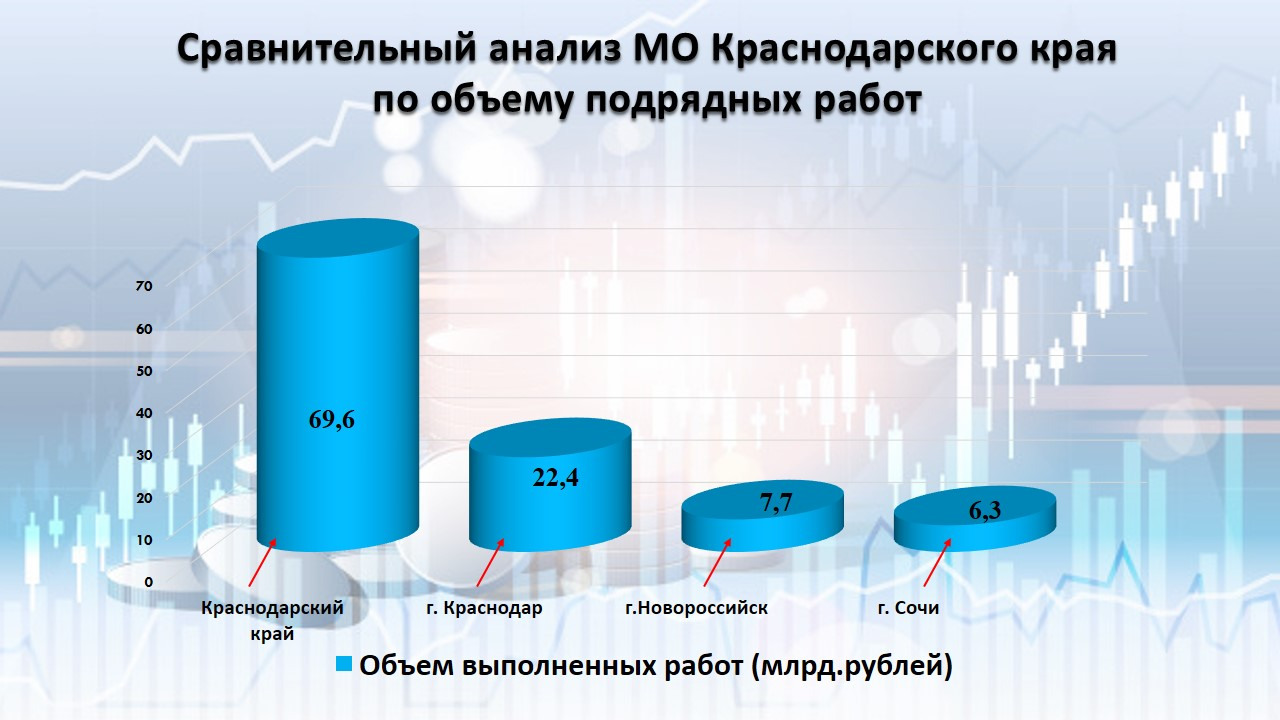 Сравнительный анализ МО Краснодарского края
по объему подрядных работ
70
60
50
40
30
20
10
0
69,6
22,4
7,7
6,3
Краснодарский
край
г. Краснодар
г.Новороссийск
г. Сочи
Объем выполненных работ (млрд.рублей)